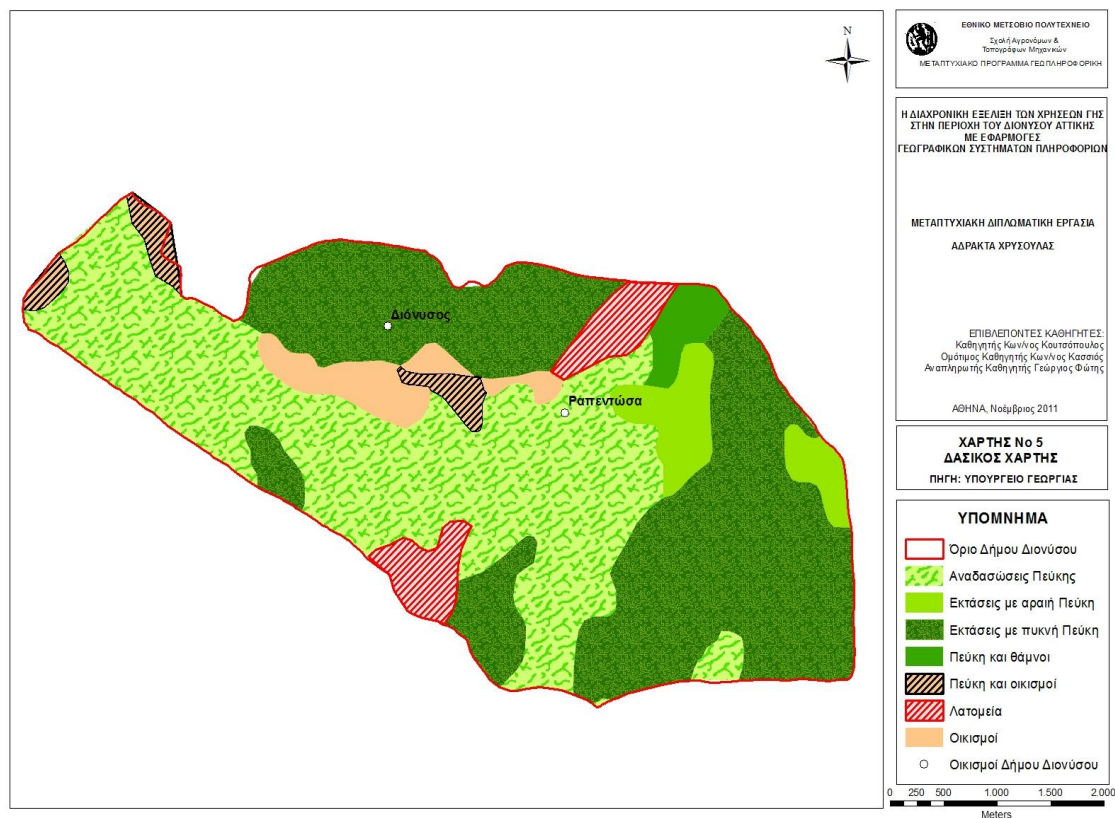 N
Διόνυσος
Ραπεντώσα
ΕΘΝΙΚΟ ΜΕΤΣΟΒΙΟ ΠΟΛΥΤΕΧΝΕΙΟ
Σχολή Αγρονόμων &
Τοπογράφων Μηχανικών
ΜΕΤΑΠΤΥΧΙΑΚΟ ΠΡΟΓΡΑΜΜΑ ΓΕΩΠΛΗΡΟΦΟΡΙΚΗ
Η ΔΙΑΧΡΟΝΙΚΗ ΕΞΕΛΙΞΗ ΤΩΝ ΧΡΗΣΕΩΝ ΓΗΣ
ΣΤΗΝ ΠΕΡΙΟΧΗ ΤΟΥ ΔΙΟΝΥΣΟΥ ΑΤΤΙΚΗΣ
ΜΕ ΕΦΑΡΜΟΓΕΣ
ΓΕΩΓΡΑΦΙΚΩΝ ΣΥΣΤΗΜΑΤΩΝ ΠΛΗΡΟΦΟΡΙΩΝ
ΜΕΤΑΠΤΥΧΙΑΚΗ ΔΙΠΛΩΜΑΤΙΚΗ ΕΡΓΑΣΙΑ
ΑΔΡΑΚΤΑ ΧΡΥΣΟΥΛΑΣ
ΕΠΙΒΛΕΠΟΝΤΕΣ ΚΑΘΗΓΗΤΕΣ:
Καθηγητής Κων/νος Κουτσόπουλος
Ομότιμος Καθηγητής Κων/νος Κασσιός
Αναπληρωτής Καθηγητής Γεώργιος Φώτης
ΑΘΗΝΑ, Νοέμβριος 2011
ΧΑΡΤΗΣ Νο 5
ΔΑΣΙΚΟΣ ΧΑΡΤΗΣ
ΠΗΓΗ: ΥΠΟΥΡΓΕΙΟ ΓΕΩΡΓΙΑΣ
ΥΠΟΜΝΗΜΑ
Όριο Δήμου Διονύσου
Αναδασώσεις Πεύκης
Εκτάσεις με αραιή Πεύκη
Εκτάσεις με πυκνή Πεύκη
Πεύκη και θάμνοι
Πεύκη και οικισμοί
Λατομεία
Οικισμοί
Οικισμοί Δήμου Διονύσου
0 250 500 1.000 1.500 2.000
Meters